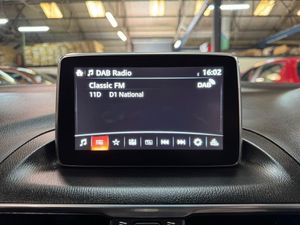 DAB Radio 16:02
Classic FM DAB
11D D1 National